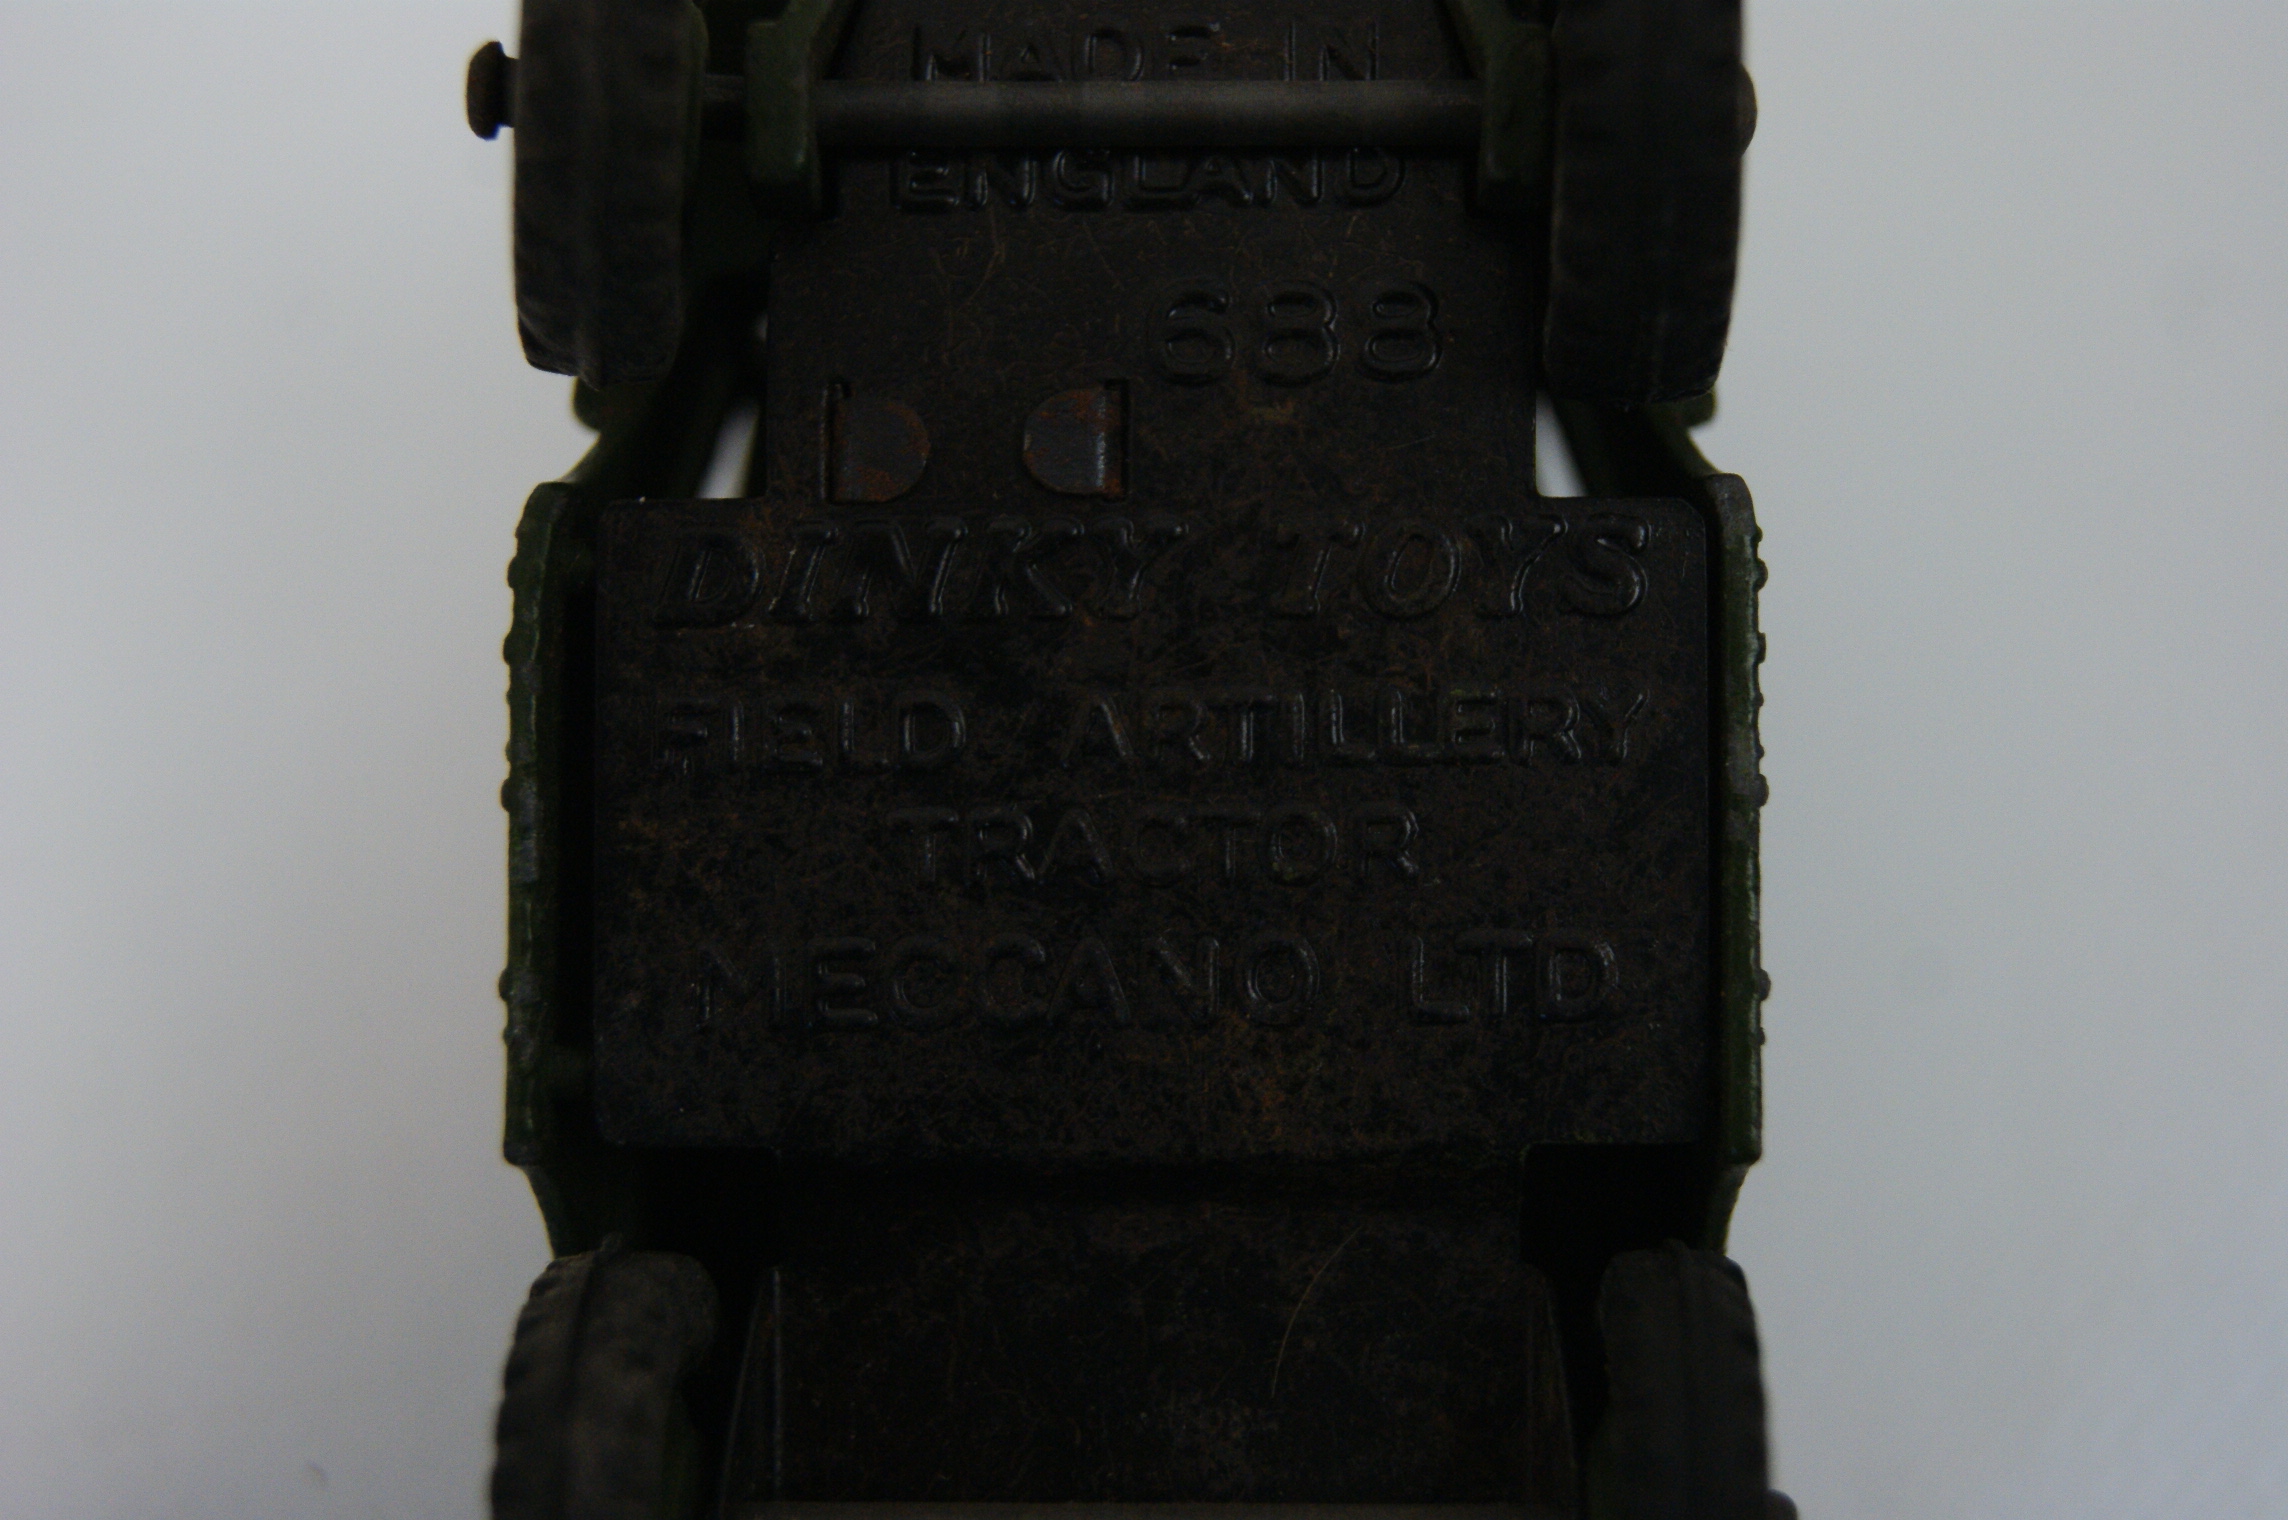 MADE IN
ENGLAND
688
DINKY TOYS
FIELD ARTILLERY
TRACTOR
MECCANO LTD